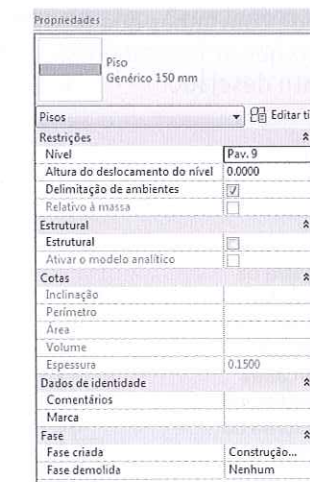 Propriedades
Piso
Genérico 150 mm
Pisos
Editar ti
Restrições
Nível Pav. 9
Altura do deslocamento do nível 0.0000
Delimitação de ambientes
Relativo à massa
Estrutural
Estrutural
Ativar o modelo analítico
Cotas
Inclinação
Perímetro
Área
Volume
Espessura 0.1500
Dados de identidade
Comentários
Marca
Fase
Fase criada Construção...
Fase demolida Nenhum